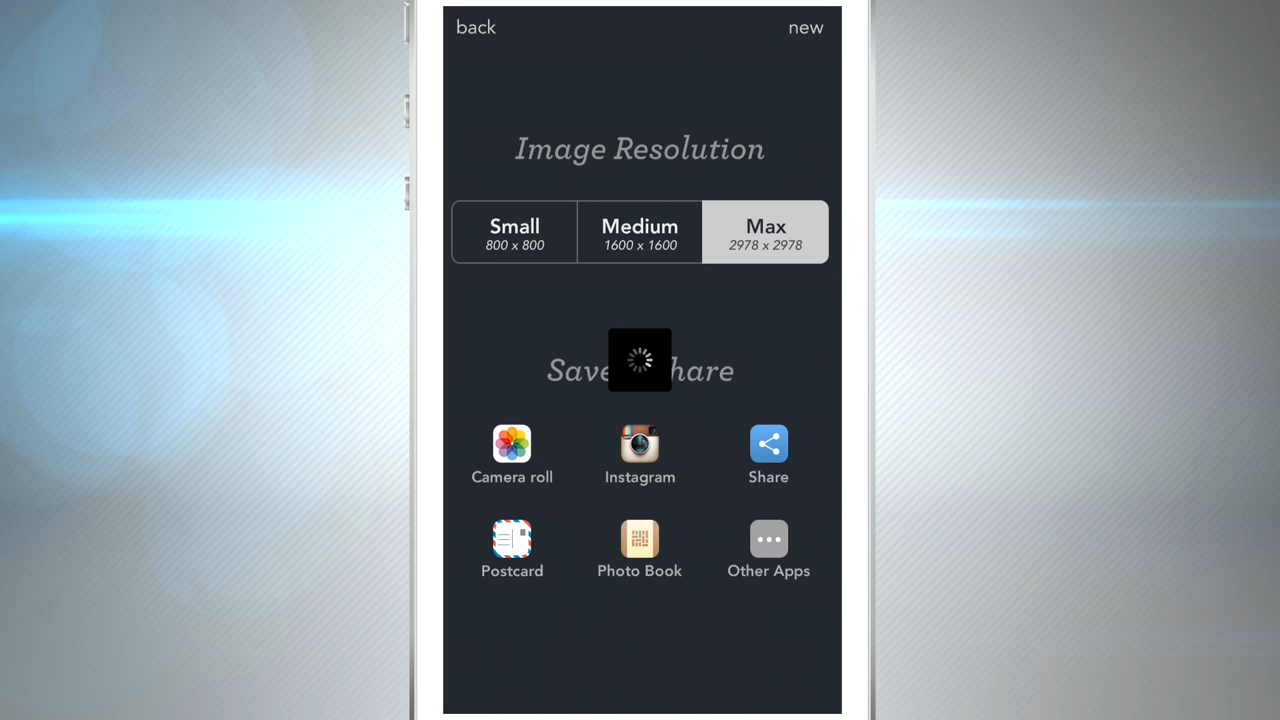 back
new
Image Resolution
Small
800 x 800
Medium
1600 x 1600
Max
2978 x 2978
Save
hare
Camera roll
Instagram
Share
Postcard
Photo Book
Other Apps